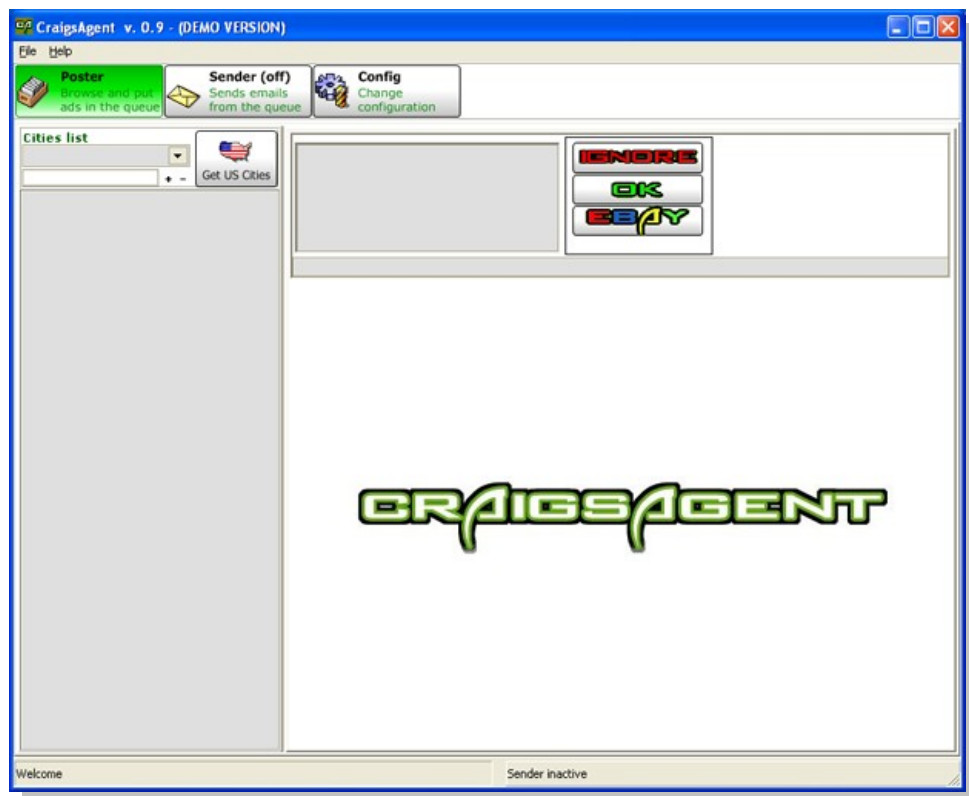 CraigsAgent v. 0.9 - (DEMO VERSION)
File Help
Poster
Browse and put
ads in the queue
Sender (off)
Sends emails
from the queue
Config
Change
configuration
Cities list
+ -
Get US Cities
IGNORE
OK
EBAY
CRAIGSAGENT
Welcome
Sender inactive